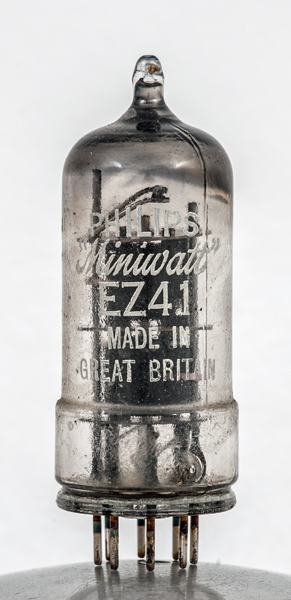 PHILIPS
"Miniwatt"
EZ41
MADE IN
GREAT BRITAIN